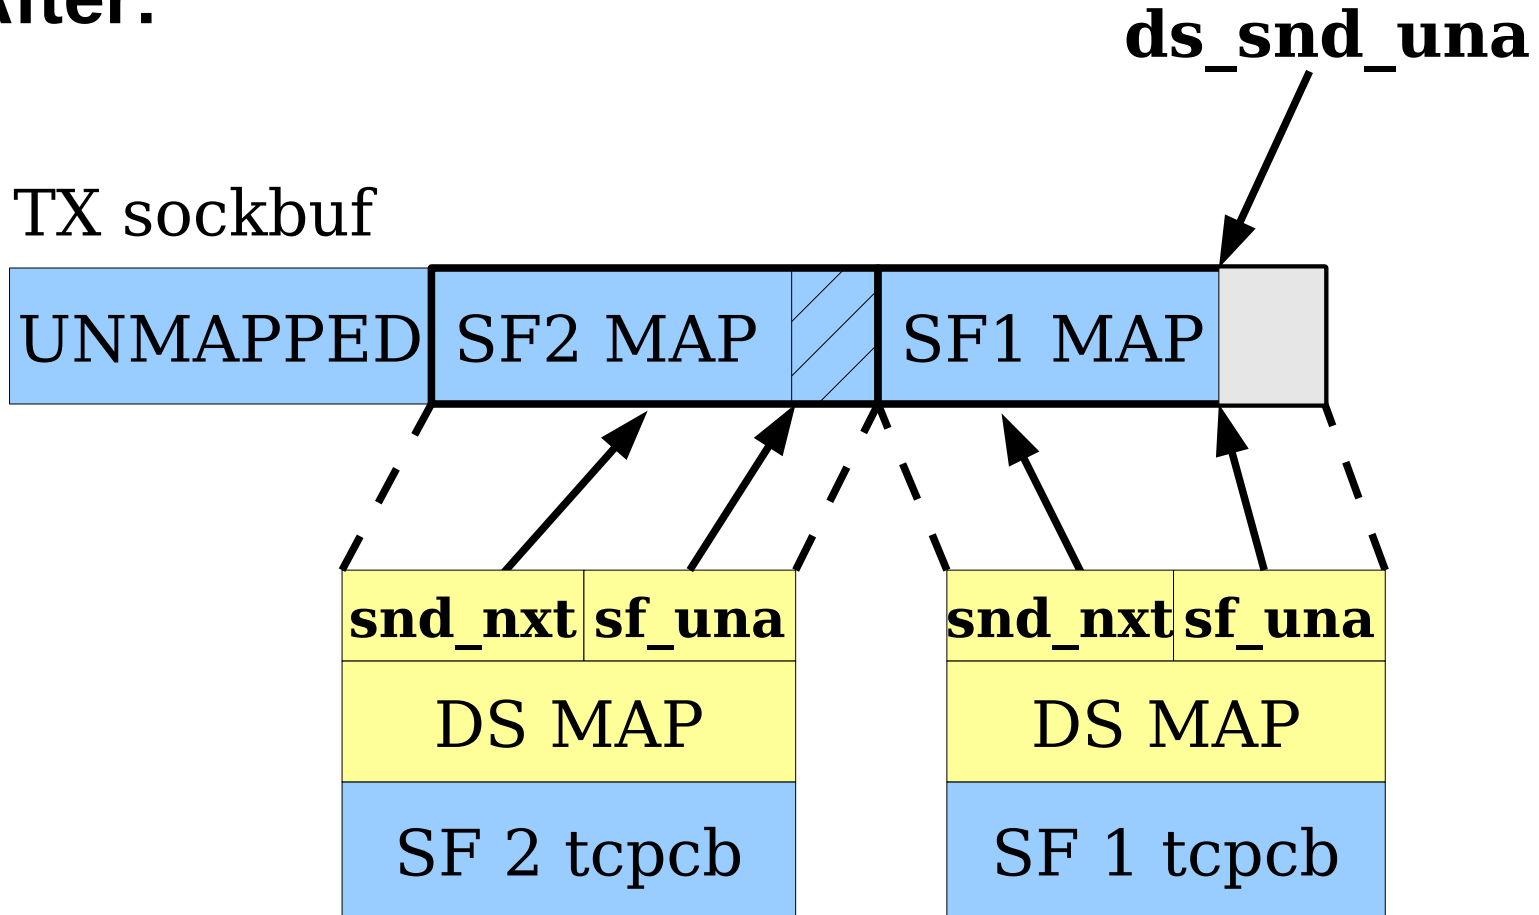 After:
ds_snd_una
TX sockbuf
UNMAPPED SF2 MAP SF1 MAP
snd_nxt sf_una snd_nxt sf_una
DS MAP DS MAP
SF 2 tcpcb SF 1 tcpcb